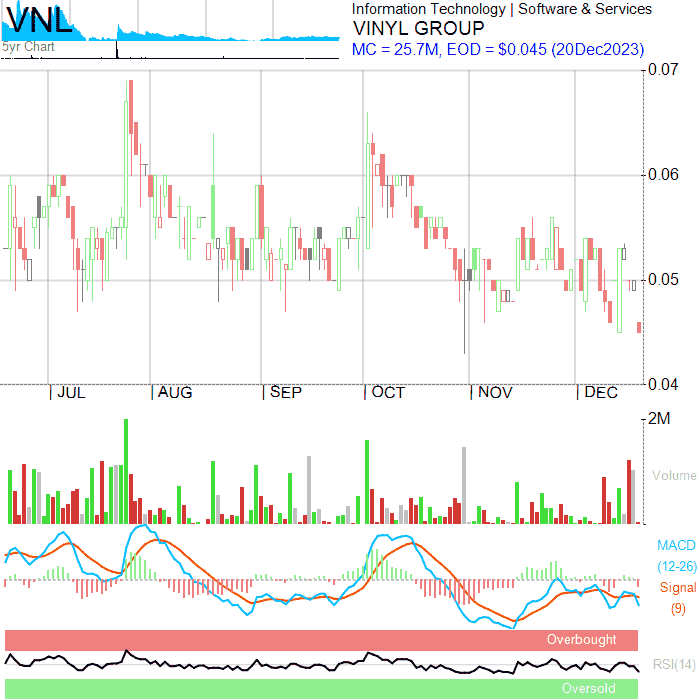 VNL
5yr Chart
Information Technology | Software & Services
VINYL GROUP
MC = 25.7M, EOD = $0.045 (20Dec2023)
0.07
0.06
0.05
0.04
| JUL | AUG | SEP | OCT | NOV | DEC
2M
Volume
MACD
(12-26)
Signal
(9)
Overbought
RSI(14)
Oversold